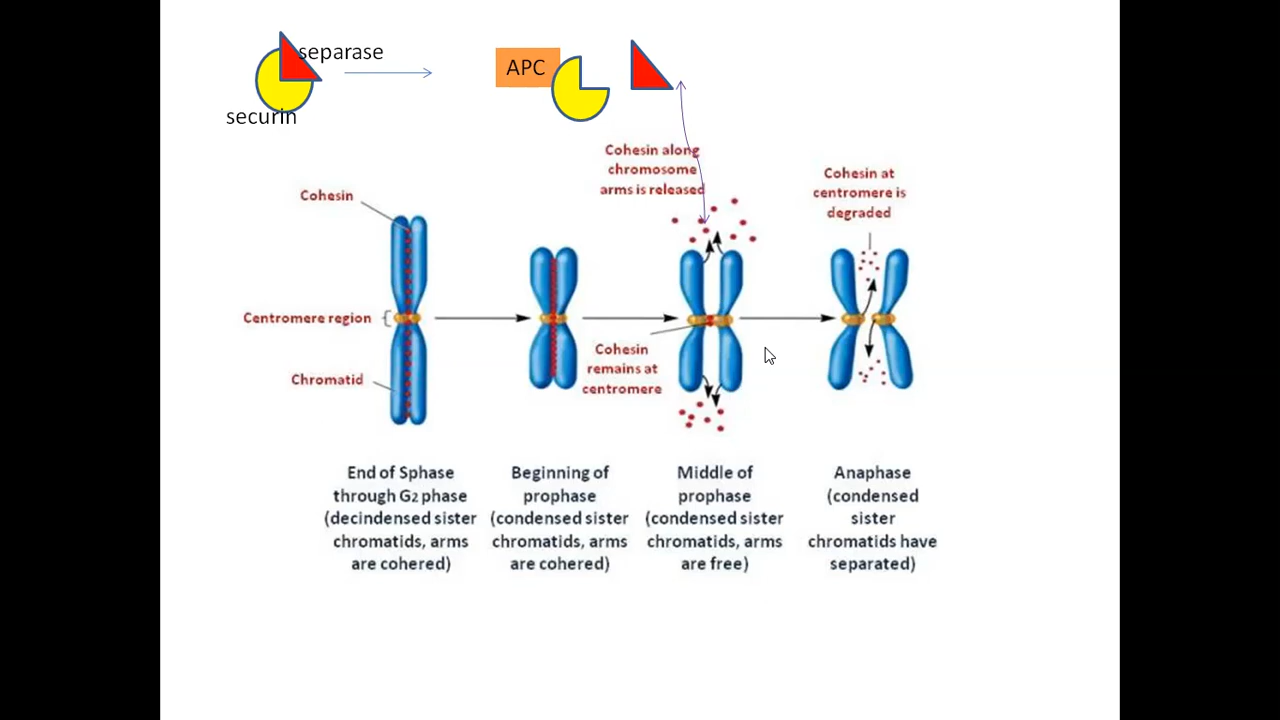 separase
APC
securin
Cohesin along
chromosome
arms is released
Cohesin at
centromere is
degraded
Cohesin
Centromere region
Chromatid
Cohesin
remains at
centromere
End of Sphase
through G2 phase
(decindensed sister
chromatids, arms
are cohered)
Beginning of
prophase
(condensed sister
chromatids, arms
are cohered)
Middle of
prophase
(condensed sister
chromatids, arms
are free)
Anaphase
(condensed
sister
chromatids have
separated)